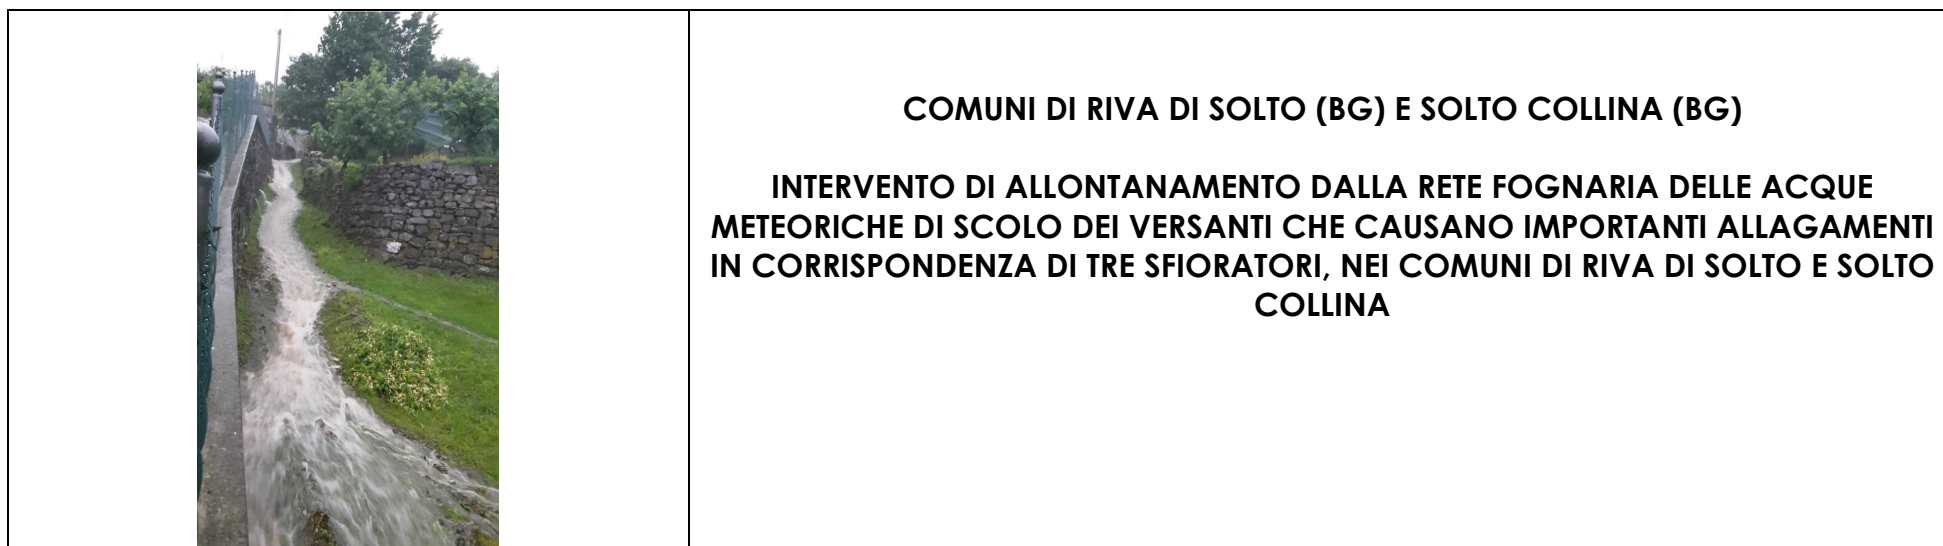 COMUNI DI RIVA DI SOLTO (BG) E SOLTO COLLINA (BG)
INTERVENTO DI ALLONTANAMENTO DALLA RETE FOGNARIA DELLE ACQUE
METEORICHE DI SCOLO DEI VERSANTI CHE CAUSANO IMPORTANTI ALLAGAMENTI
IN CORRISPONDENZA DI TRE SFIORATORI, NEI COMUNI DI RIVA DI SOLTO E SOLTO
COLLINA